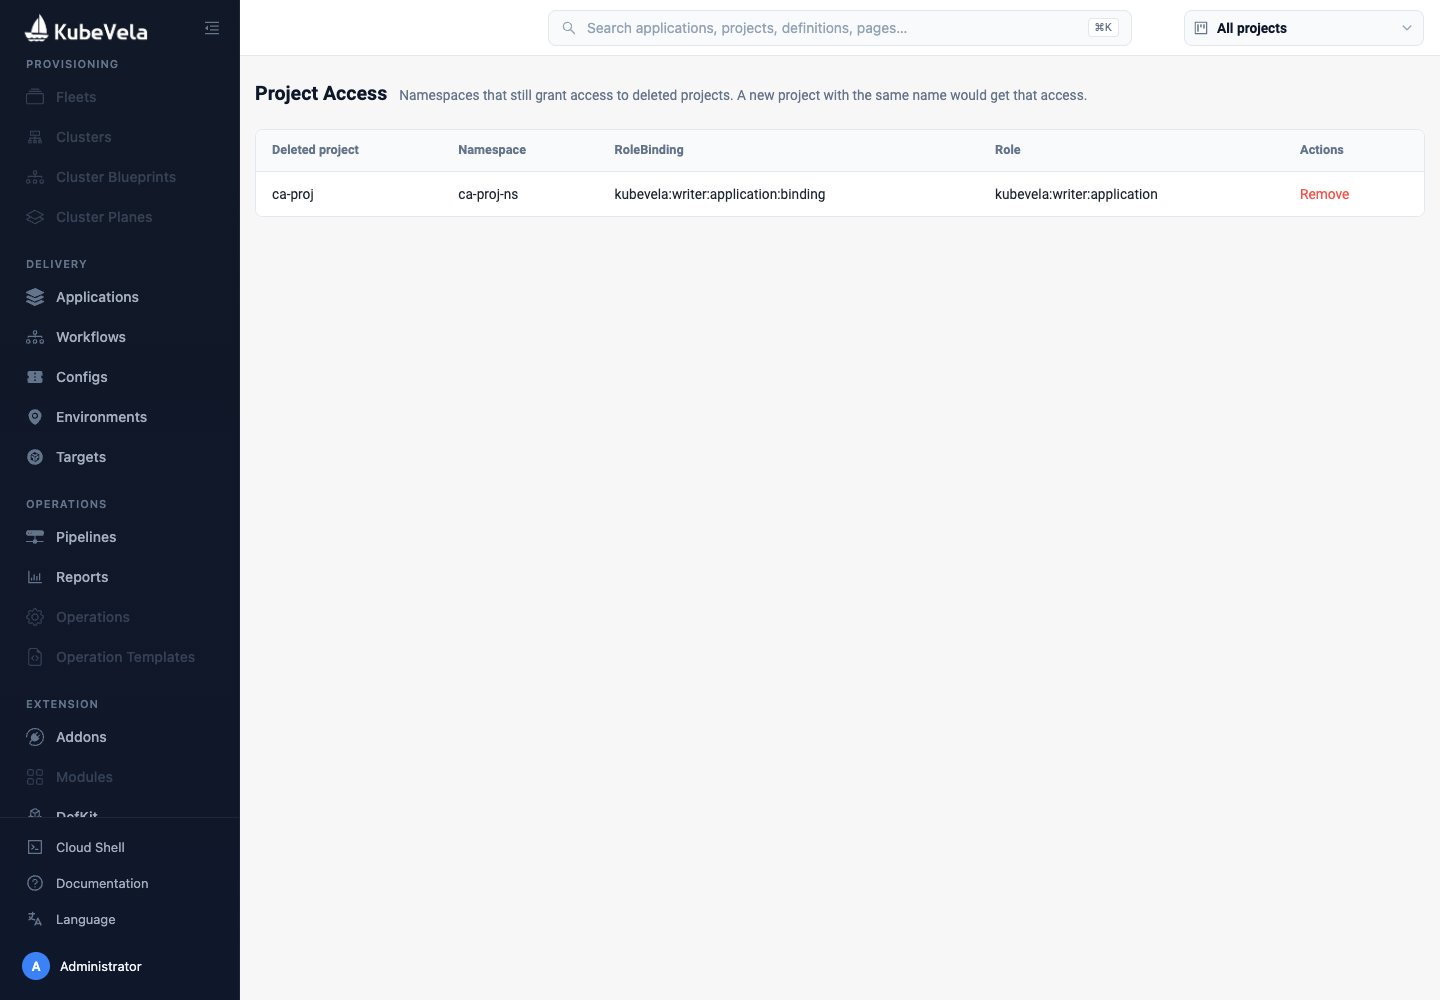 KubeVela
Search applications, projects, definitions, pages...
⌘K
All projects
PROVISIONING
Fleets
Clusters
Cluster Blueprints
Cluster Planes
DELIVERY
Applications
Workflows
Configs
Environments
Targets
OPERATIONS
Pipelines
Reports
Operations
Operation Templates
EXTENSION
Addons
Modules
DefKit
Cloud Shell
Documentation
Language
A Administrator
Project Access Namespaces that still grant access to deleted projects. A new project with the same name would get that access.
Deleted project Namespace RoleBinding Role Actions
ca-proj ca-proj-ns kubevela:writer:application:binding kubevela:writer:application Remove